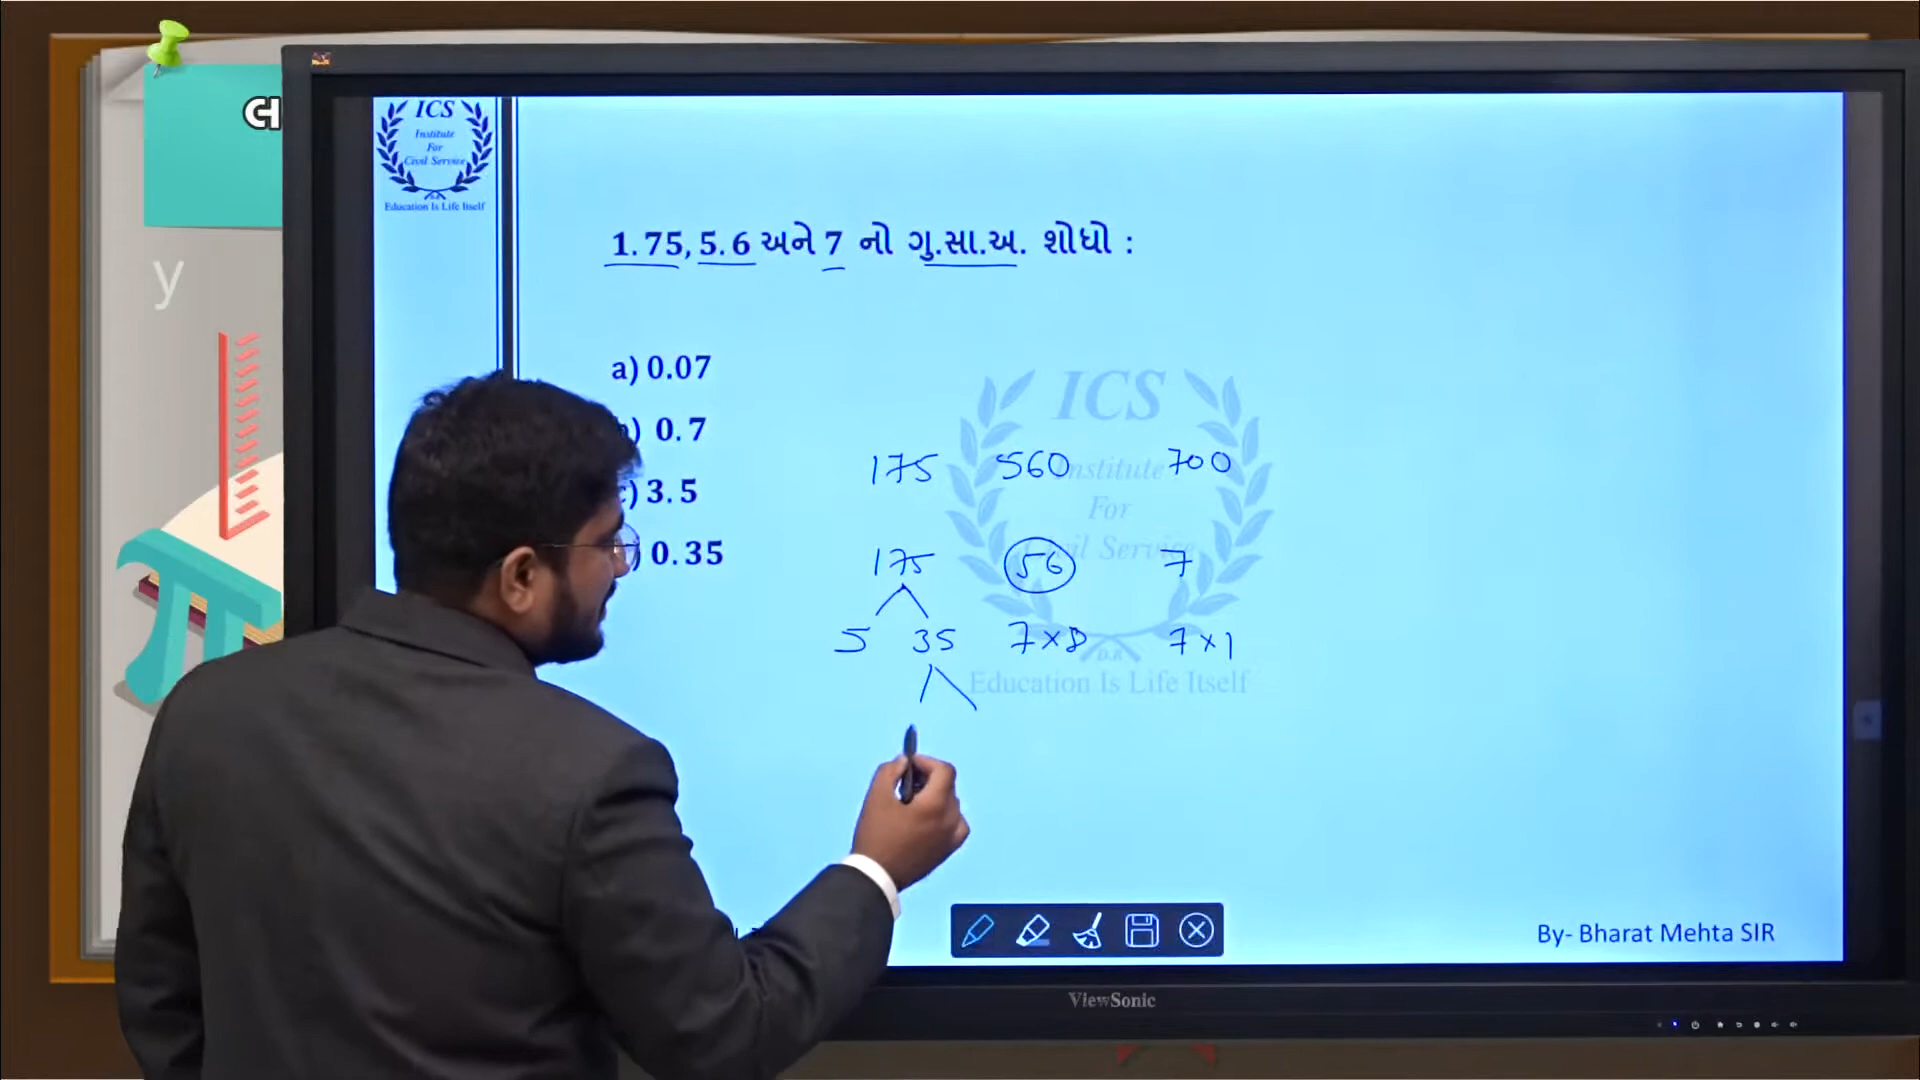 લ
y
ICS
Institute
For
Civil Service
D.R
Education Is Life Itself
1.75, 5.6 અને 7 નો ગુ.સા.અ. શોધો :
a) 0.07
) 0.7
) 3.5
) 0.35
ICS
Institute
For
Civil Service
D.R
Education Is Life Itself
175 560 700
175 56 7
5 35 7×8 7×1
By- Bharat Mehta SIR
ViewSonic